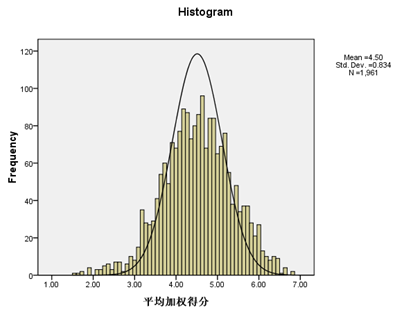 Histogram
Mean =4.50
Std. Dev. =0.834
N =1,961
120
100
80
60
40
20
0
Frequency
1.00 2.00 3.00 4.00 5.00 6.00 7.00
平均加权得分